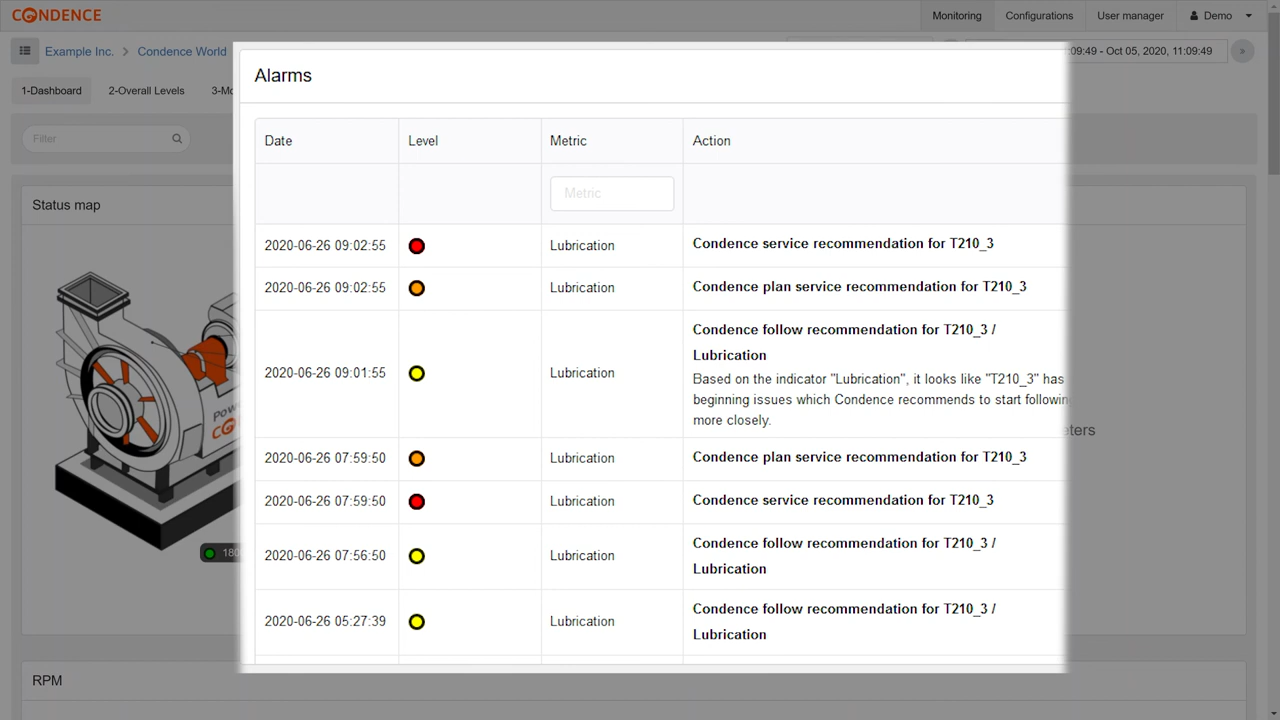 CONDENCE
Monitoring
Configurations
User manager
Demo
Example Inc.
Condence World
:09:49 - Oct 05, 2020, 11:09:49
1-Dashboard
2-Overall Levels
Filter
Status map
Alarms
Date Level Metric Action
Metric
2020-06-26 09:02:55 Lubrication Condence service recommendation for T210_3
2020-06-26 09:02:55 Lubrication Condence plan service recommendation for T210_3
2020-06-26 09:01:55 Lubrication Condence follow recommendation for T210_3 /
Lubrication
Based on the indicator "Lubrication", it looks like "T210_3" has
beginning issues which Condence recommends to start following
more closely.
2020-06-26 07:59:50 Lubrication Condence plan service recommendation for T210_3
2020-06-26 07:59:50 Lubrication Condence service recommendation for T210_3
2020-06-26 07:56:50 Lubrication Condence follow recommendation for T210_3 /
Lubrication
2020-06-26 05:27:39 Lubrication Condence follow recommendation for T210_3 /
Lubrication
RPM